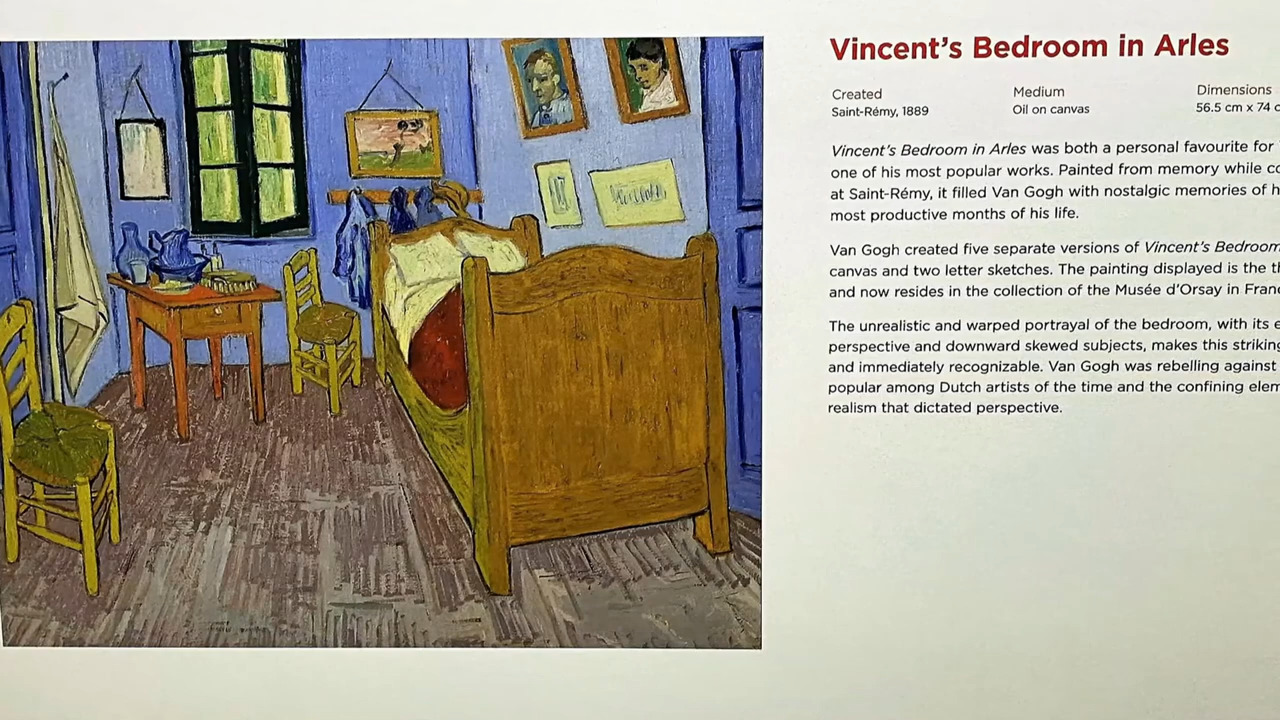 Vincent's Bedroom in Arles
Created
Saint-Rémy, 1889
Medium
Oil on canvas
Dimensions
56.5 cm x 74
Vincent's Bedroom in Arles was both a personal favourite for
one of his most popular works. Painted from memory while
at Saint-Rémy, it filled Van Gogh with nostalgic memories of
most productive months of his life.
Van Gogh created five separate versions of Vincent's Bedroom
canvas and two letter sketches. The painting displayed is the
and now resides in the collection of the Musée d'Orsay in
The unrealistic and warped portrayal of the bedroom, with its
perspective and downward skewed subjects, makes this striking
and immediately recognizable. Van Gogh was rebelling against
popular among Dutch artists of the time and the confining
realism that dictated perspective.